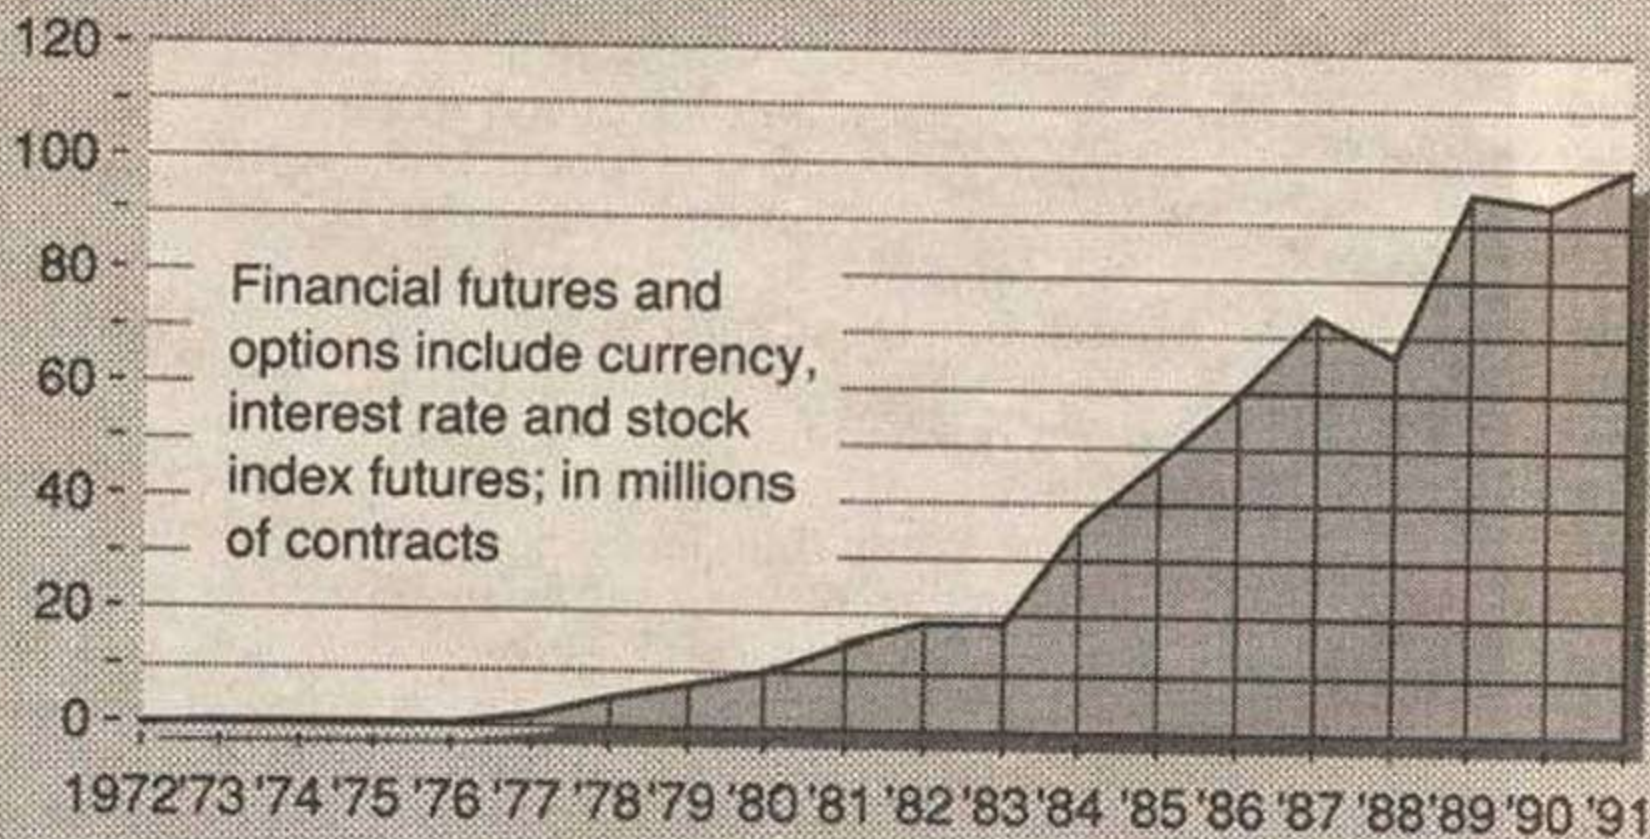 120
100
80
60
40
20
0
Financial futures and
options include currency,
interest rate and stock
index futures; in millions
of contracts
1972 '73 '74 '75 '76 '77 '78 '79 '80 '81 '82 '83 '84 '85 '86 '87 '88 '89 '90 '91